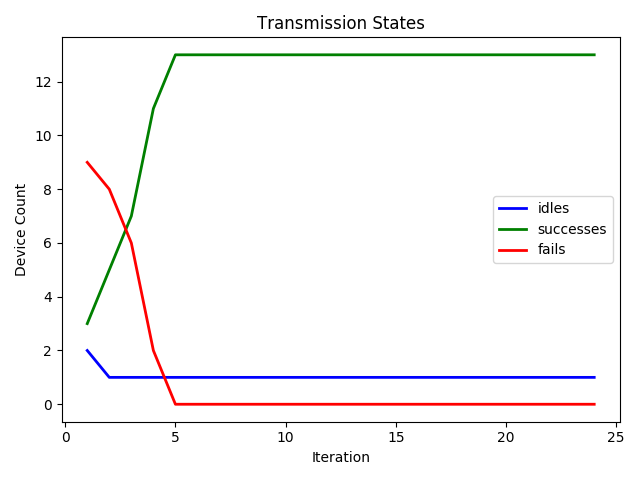 Transmission States
Device Count
12
10
8
6
4
2
0
idles
successes
fails
0 5 10 15 20 25
Iteration